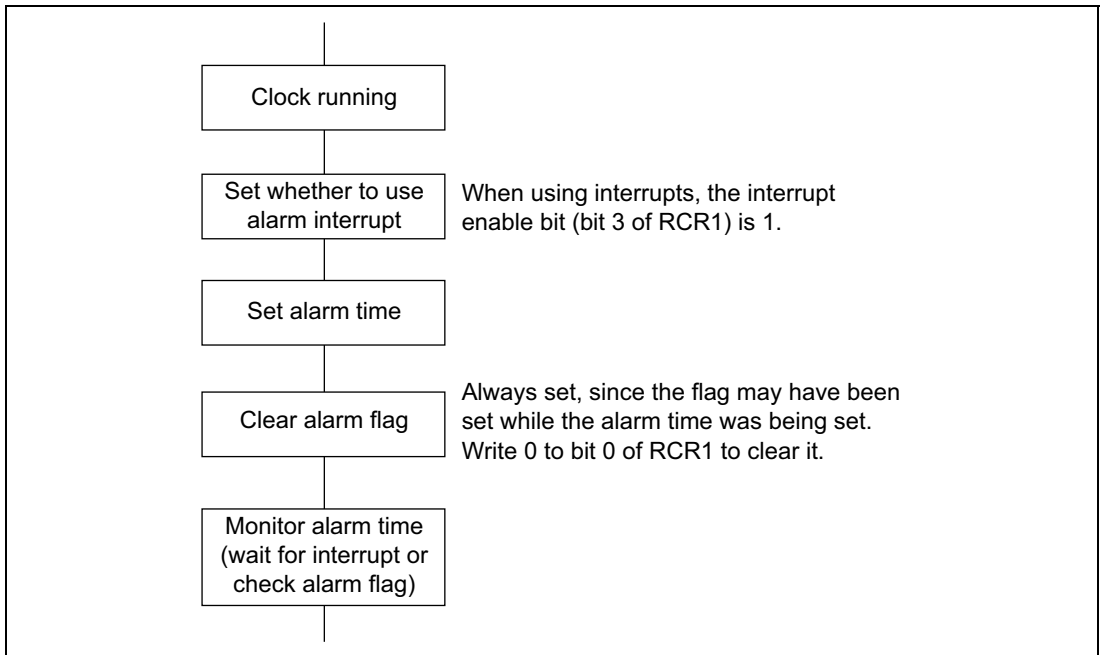 Clock running
Set whether to use
alarm interrupt
When using interrupts, the interrupt
enable bit (bit 3 of RCR1) is 1.
Set alarm time
Clear alarm flag
Always set, since the flag may have been
set while the alarm time was being set.
Write 0 to bit 0 of RCR1 to clear it.
Monitor alarm time
(wait for interrupt or
check alarm flag)